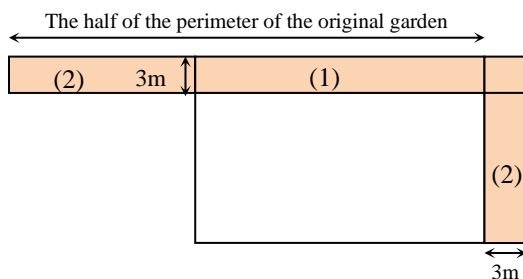 The half of the perimeter of the original garden
(2) 3m (1)
(2)
3m